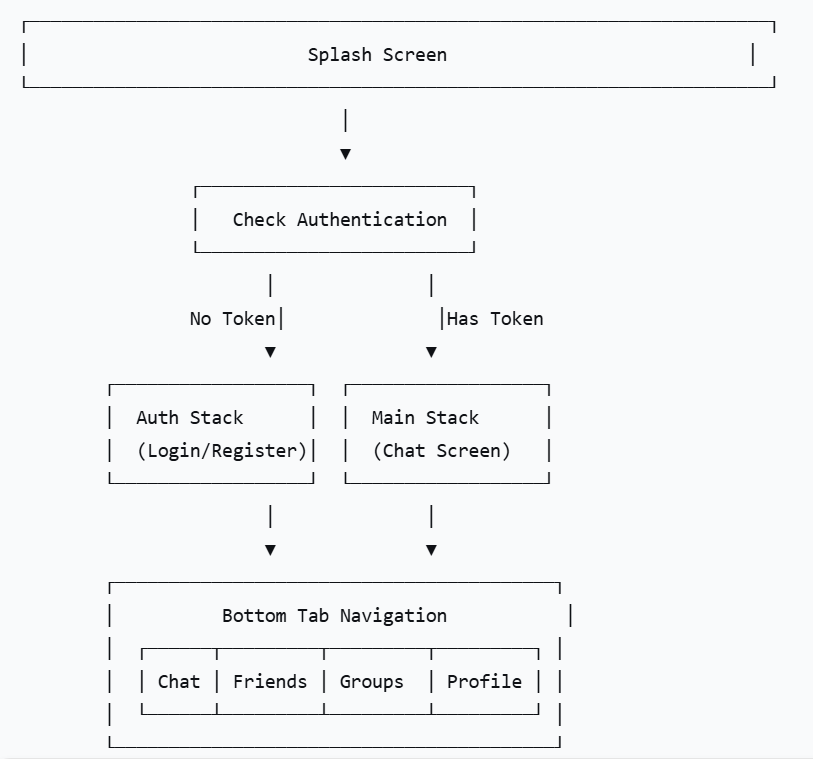 Splash Screen
Check Authentication
No Token Has Token
Auth Stack Main Stack
(Login/Register) (Chat Screen)
Bottom Tab Navigation
Chat Friends Groups Profile